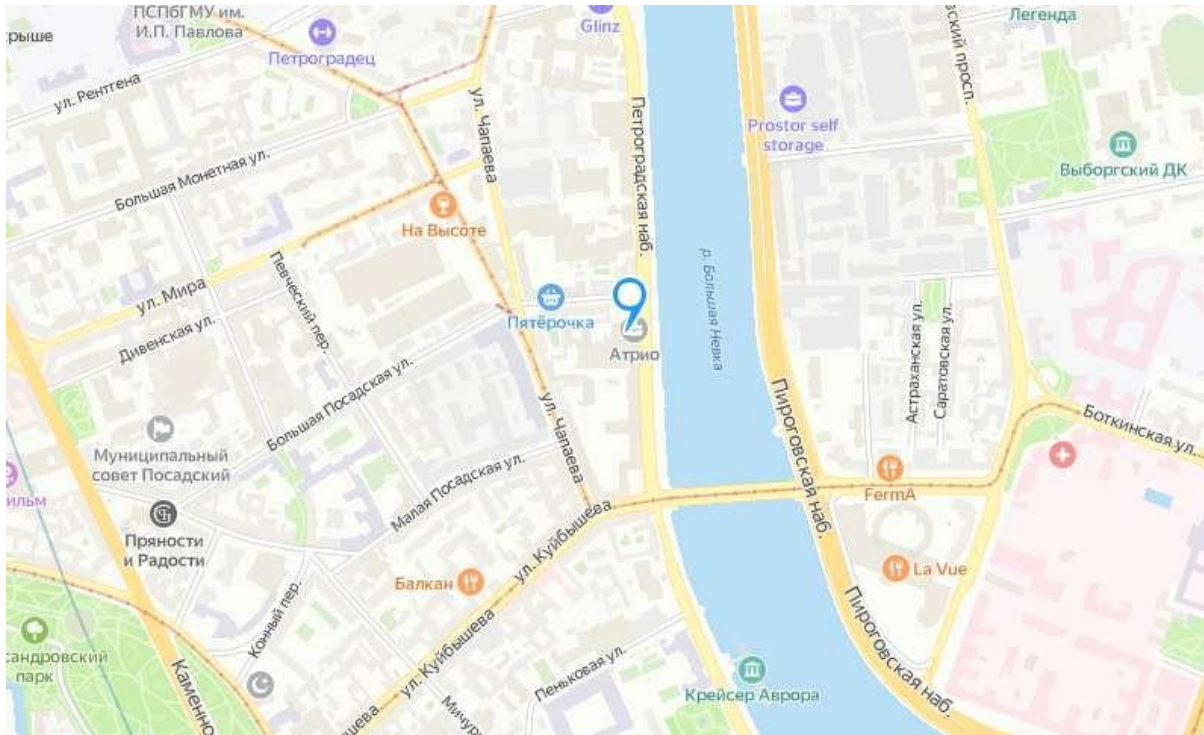 ПСПбГМУ им.
И.П. Павлова
Glinz
Легенда
Петроградец
ул. Рентгена
ул. Чапаева
Петроградская наб.
Prostor self
storage
Выборгский ДК
Большая Монетная ул.
На Высоте
р. Большая Невка
Певческий пер.
ул. Мира
Пятёрочка
Атрио
Дивенская ул.
Астраханская ул.
Саратовская ул.
Большая Посадская ул.
ул. Чапаева
Пироговская наб.
Боткинская ул.
Муниципальный
совет Посадский
Малая Посадская ул.
FermA
Пряности
и Радости
ул. Куйбышева
La Vue
Балкан
Конный пер.
Пироговская наб.
ул. Куйбышева
Пеньковая ул.
Крейсер Аврора